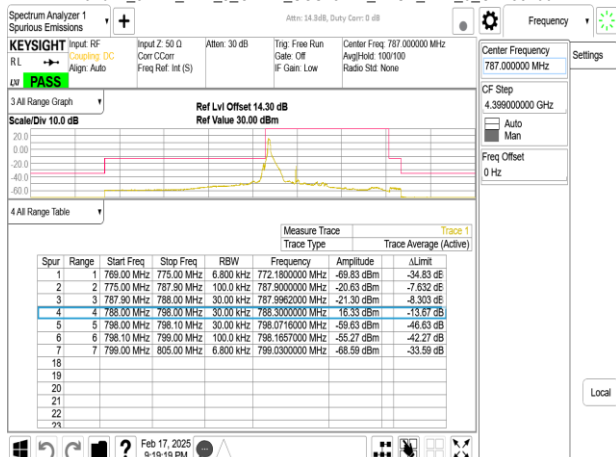 Spectrum Analyzer 1
Spurious Emissions
+
Attn: 14.3dB, Duty Cerr: 0 dB
Frequency
KEYSIGHT
Input: RF
Input Z: 50 Ω
Atten: 30 dB
Trig: Free Run
Center Freq: 787.000000 MHz
RL
Coupling: DC
Corr CCorr
Gate: Off
Avg|Hold: 100/100
Align: Auto
Freq Ref: Int (S)
IF Gain: Low
Radio Std: None
LXI
PASS
Center Frequency
787.000000 MHz
Settings
CF Step
4.399000000 GHz
Auto
Man
Freq Offset
0 Hz
3 All Range Graph
Ref Lvl Offset 14.30 dB
Scale/Div 10.0 dB
Ref Value 30.00 dBm
20.0
0.00
-20.0
-40.0
-60.0
4 All Range Table
Measure Trace Trace 1
Trace Type Trace Average (Active)
Spur Range Start Freq Stop Freq RBW Frequency Amplitude ΔLimit
1 1 769.00 MHz 775.00 MHz 6.800 kHz 772.1800000 MHz -69.83 dBm -34.83 dB
2 2 775.00 MHz 787.90 MHz 100.0 kHz 787.9000000 MHz -20.63 dBm -7.632 dB
3 3 787.90 MHz 788.00 MHz 30.00 kHz 787.9962000 MHz -21.30 dBm -8.303 dB
4 4 788.00 MHz 798.00 MHz 30.00 kHz 788.3000000 MHz 16.33 dBm -13.67 dB
5 5 798.00 MHz 798.10 MHz 30.00 kHz 798.0716000 MHz -59.63 dBm -46.63 dB
6 6 798.10 MHz 799.00 MHz 100.0 kHz 798.1657000 MHz -55.27 dBm -42.27 dB
7 7 799.00 MHz 805.00 MHz 6.800 kHz 799.0300000 MHz -68.59 dBm -33.59 dB
18
19
20
21
22
23
Local
?
Feb 17, 2025
9:19:19 PM